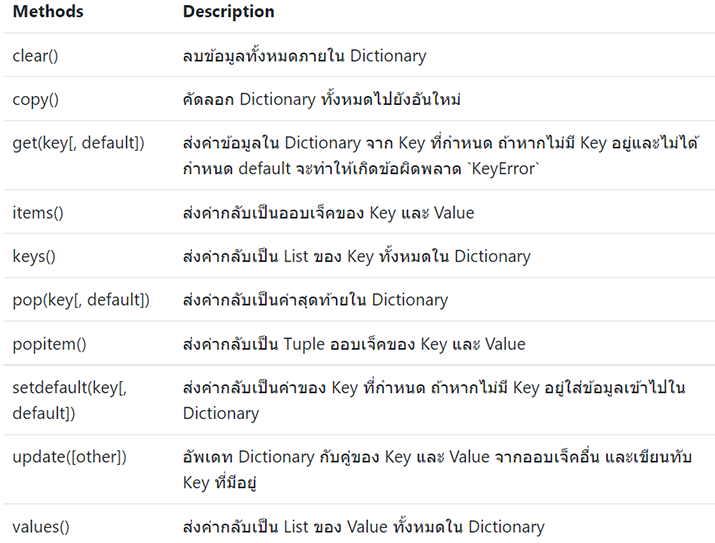 Methods Description
clear() ลบข้อมูลทั้งหมดภายใน Dictionary
copy() คัดลอก Dictionary ทั้งหมดไปยังอันใหม่
get(key[, default]) ส่งค่าข้อมูลใน Dictionary จาก Key ที่กำหนด ถ้าหากไม่มี Key อยู่และไม่ได้
กำหนด default จะทำให้เกิดข้อผิดพลาด `KeyError`
items() ส่งค่ากลับเป็นออบเจ็คของ Key และ Value
keys() ส่งค่ากลับเป็น List ของ Key ทั้งหมดใน Dictionary
pop(key[, default]) ส่งค่ากลับเป็นค่าสุดท้ายใน Dictionary
popitem() ส่งค่ากลับเป็น Tuple ออบเจ็คของ Key และ Value
setdefault(key[, ส่งค่ากลับเป็นค่าของ Key ที่กำหนด ถ้าหากไม่มี Key อยู่ใส่ข้อมูลเข้าไปใน
default]) Dictionary
update([other]) อัพเดท Dictionary กับคู่ของ Key และ Value จากออบเจ็คอื่น และเขียนทับ
Key ที่มีอยู่
values() ส่งค่ากลับเป็น List ของ Value ทั้งหมดใน Dictionary